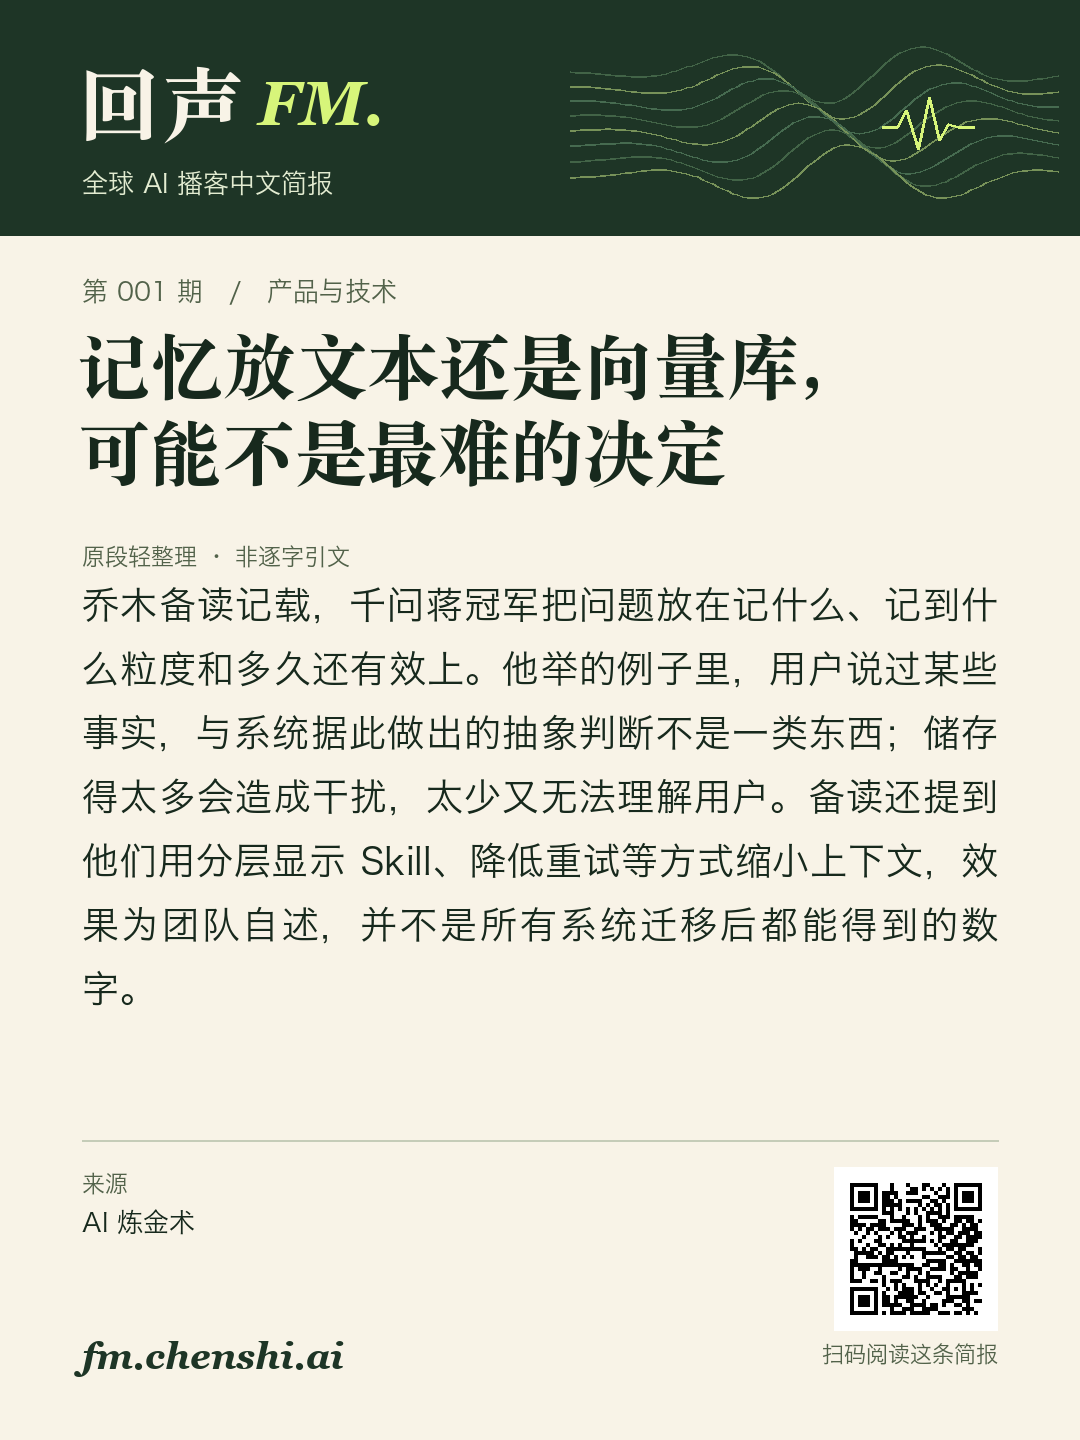 回声 FM.
全球 AI 播客中文简报
第 001 期 / 产品与技术
记忆放文本还是向量库，
可能不是最难的决定
原段轻整理 · 非逐字引文
乔木备读记载，千问蒋冠军把问题放在记什么、记到什
么粒度和多久还有效上。他举的例子里，用户说过某些
事实，与系统据此做出的抽象判断不是一类东西；储存
得太多会造成干扰，太少又无法理解用户。备读还提到
他们用分层显示 Skill、降低重试等方式缩小上下文，效
果为团队自述，并不是所有系统迁移后都能得到的数
字。
来源
AI 炼金术
fm.chenshi.ai
扫码阅读这条简报